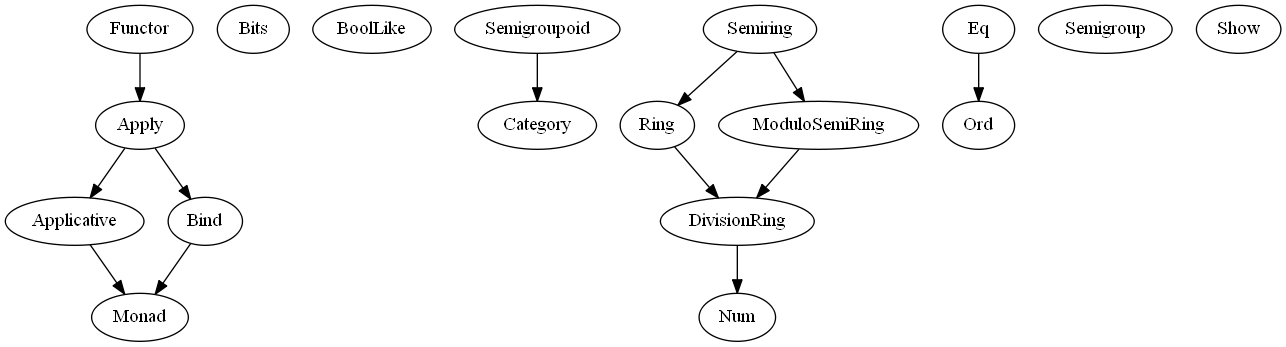 Functor
Bits
BoolLike
Semigroupoid
Semiring
Eq
Semigroup
Show
Apply
Category
Ring
ModuloSemiRing
Ord
Applicative
Bind
DivisionRing
Monad
Num